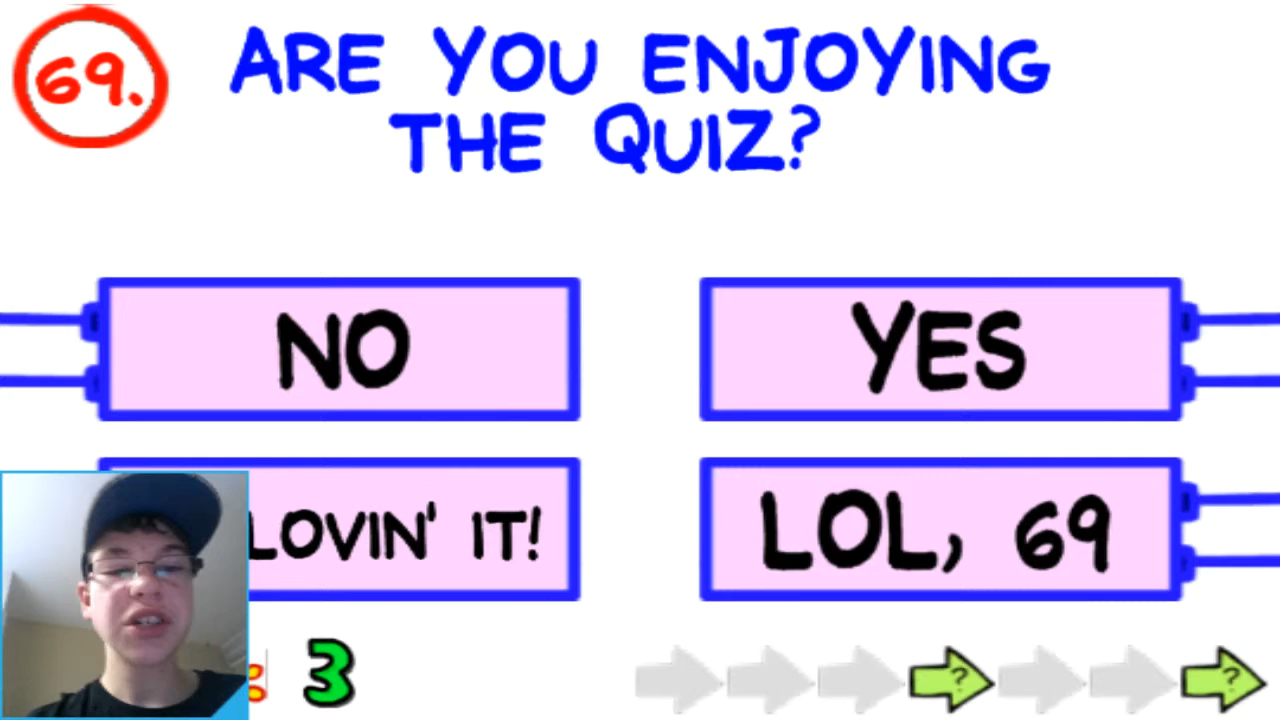 69.
ARE YOU ENJOYING
THE QUIZ?
NO
YES
LOVIN' IT!
LOL, 69
: 3
?
?